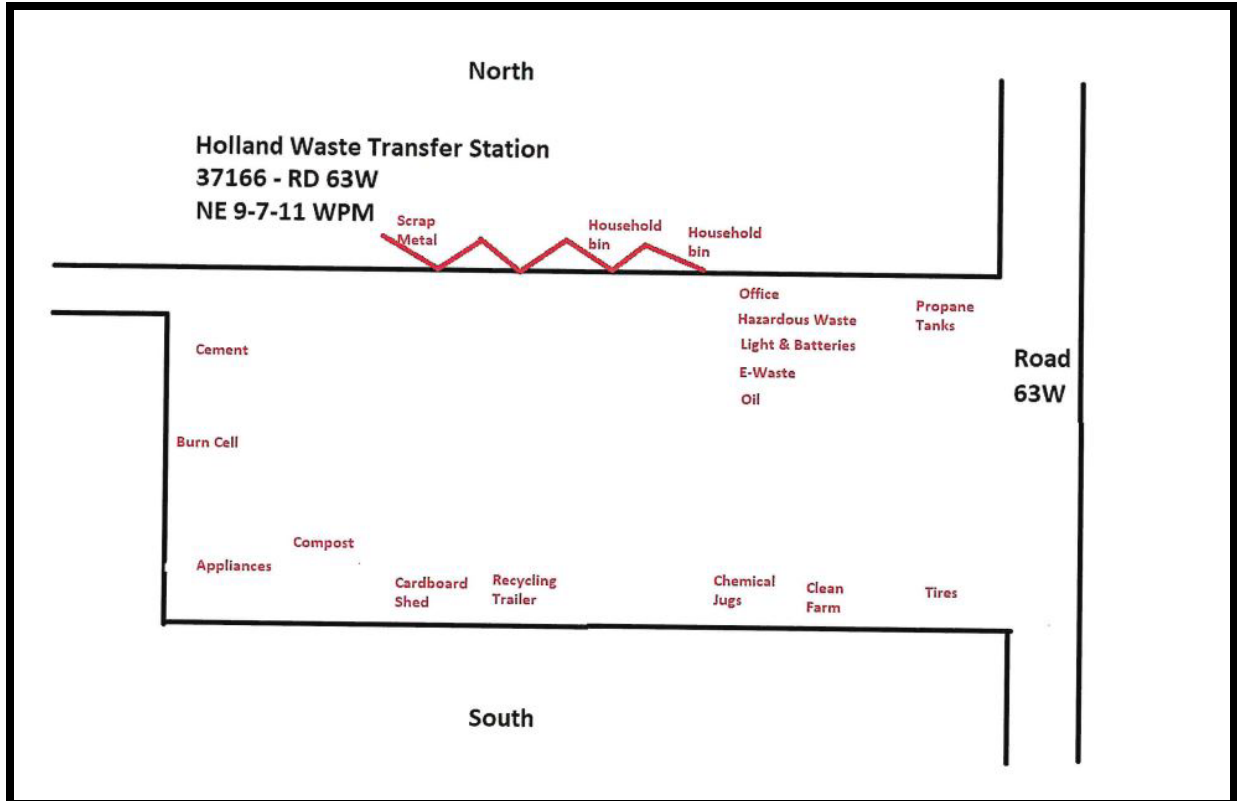 North
Holland Waste Transfer Station
37166 - RD 63W
NE 9-7-11 WPM
Scrap
Metal
Household
bin
Household
bin
Office
Hazardous Waste
Light & Batteries
E-Waste
Oil
Propane
Tanks
Road
63W
Cement
Burn Cell
Appliances
Compost
Cardboard
Shed
Recycling
Trailer
Chemical
Jugs
Clean
Farm
Tires
South